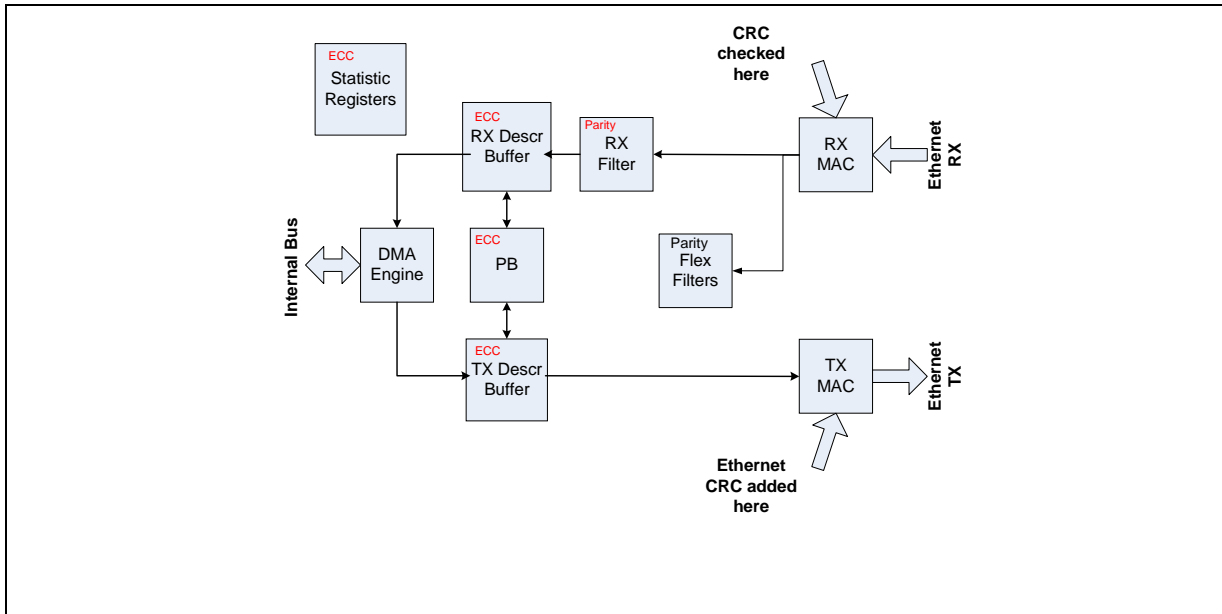 ECC
Statistic
Registers
CRC
checked
here
ECC
RX Descr
Buffer
Parity
RX
Filter
RX
MAC
Ethernet
RX
Internal Bus
DMA
Engine
ECC
PB
Parity
Flex
Filters
ECC
TX Descr
Buffer
TX
MAC
Ethernet
TX
Ethernet
CRC added
here